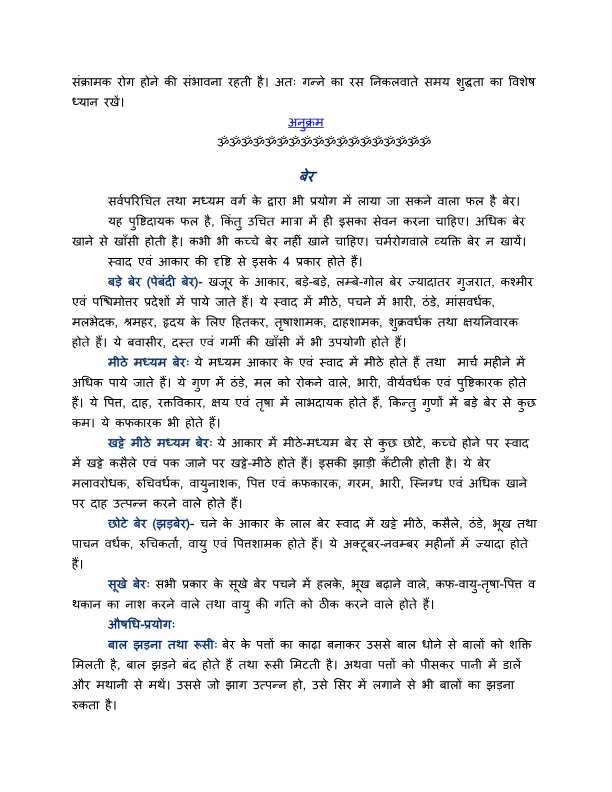 संक्रामक रोग होने की संभावना रहती है। अतः गन्ने का रस निकलवाते समय शुद्धता का विशेष
ध्यान रखें।
अनुक्रम
ॐॐॐॐॐॐॐॐॐॐॐॐॐॐॐॐॐॐ
बेर
सर्वपरिचित तथा मध्यम वर्ग के द्वारा भी प्रयोग में लाया जा सकने वाला फल है बेर।
यह पुष्टिदायक फल है, किंतु उचित मात्रा में ही इसका सेवन करना चाहिए। अधिक बेर
खाने से खाँसी होती है। कभी भी कच्चे बेर नहीं खाने चाहिए। चर्मरोगवाले व्यक्ति बेर न खायें।
स्वाद एवं आकार की दृष्टि से इसके 4 प्रकार होते हैं।
बड़े बेर (पेबंदी बेर)- खजूर के आकार, बड़े-बड़े, लम्बे-गोल बेर ज्यादातर गुजरात, कश्मीर
एवं पश्चिमोत्तर प्रदेशों में पाये जाते हैं। ये स्वाद में मीठे, पचने में भारी, ठंडे, मांसवर्धक,
मलभेदक, श्रमहर, हृदय के लिए हितकर, तृषाशामक, दाहशामक, शुक्रवर्धक तथा क्षयनिवारक
होते हैं। ये बवासीर, दस्त एवं गर्मी की खाँसी में भी उपयोगी होते हैं।
मीठे मध्यम बेरः ये मध्यम आकार के एवं स्वाद में मीठे होते हैं तथा मार्च महीने में
अधिक पाये जाते हैं। ये गुण में ठंडे, मल को रोकने वाले, भारी, वीर्यवर्धक एवं पुष्टिकारक होते
हैं। ये पित्त, दाह, रक्तविकार, क्षय एवं तृषा में लाभदायक होते हैं, किन्तु गुणों में बड़े बेर से कुछ
कम। ये कफकारक भी होते हैं।
खट्टे मीठे मध्यम बेरः ये आकार में मीठे-मध्यम बेर से कुछ छोटे, कच्चे होने पर स्वाद
में खट्टे कसैले एवं पक जाने पर खट्टे-मीठे होते हैं। इसकी झाड़ी कँटीली होती है। ये बेर
मलावरोधक, रुचिवर्धक, वायुनाशक, पित्त एवं कफकारक, गरम, भारी, स्निग्ध एवं अधिक खाने
पर दाह उत्पन्न करने वाले होते हैं।
छोटे बेर (झड़बेर)- चने के आकार के लाल बेर स्वाद में खट्टे मीठे, कसैले, ठंडे, भूख तथा
पाचन वर्धक, रुचिकर्ता, वायु एवं पित्तशामक होते हैं। ये अक्टूबर-नवम्बर महीनों में ज्यादा होते
हैं।
सूखे बेरः सभी प्रकार के सूखे बेर पचने में हलके, भूख बढ़ाने वाले, कफ-वायु-तृषा-पित्त व
थकान का नाश करने वाले तथा वायु की गति को ठीक करने वाले होते हैं।
औषधि-प्रयोगः
बाल झड़ना तथा रूसीः बेर के पत्तों का काढ़ा बनाकर उससे बाल धोने से बालों को शक्ति
मिलती है, बाल झड़ने बंद होते हैं तथा रूसी मिटती है। अथवा पत्तों को पीसकर पानी में डालें
और मथानी से मथें। उससे जो झाग उत्पन्न हो, उसे सिर में लगाने से भी बालों का झड़ना
रुकता है।